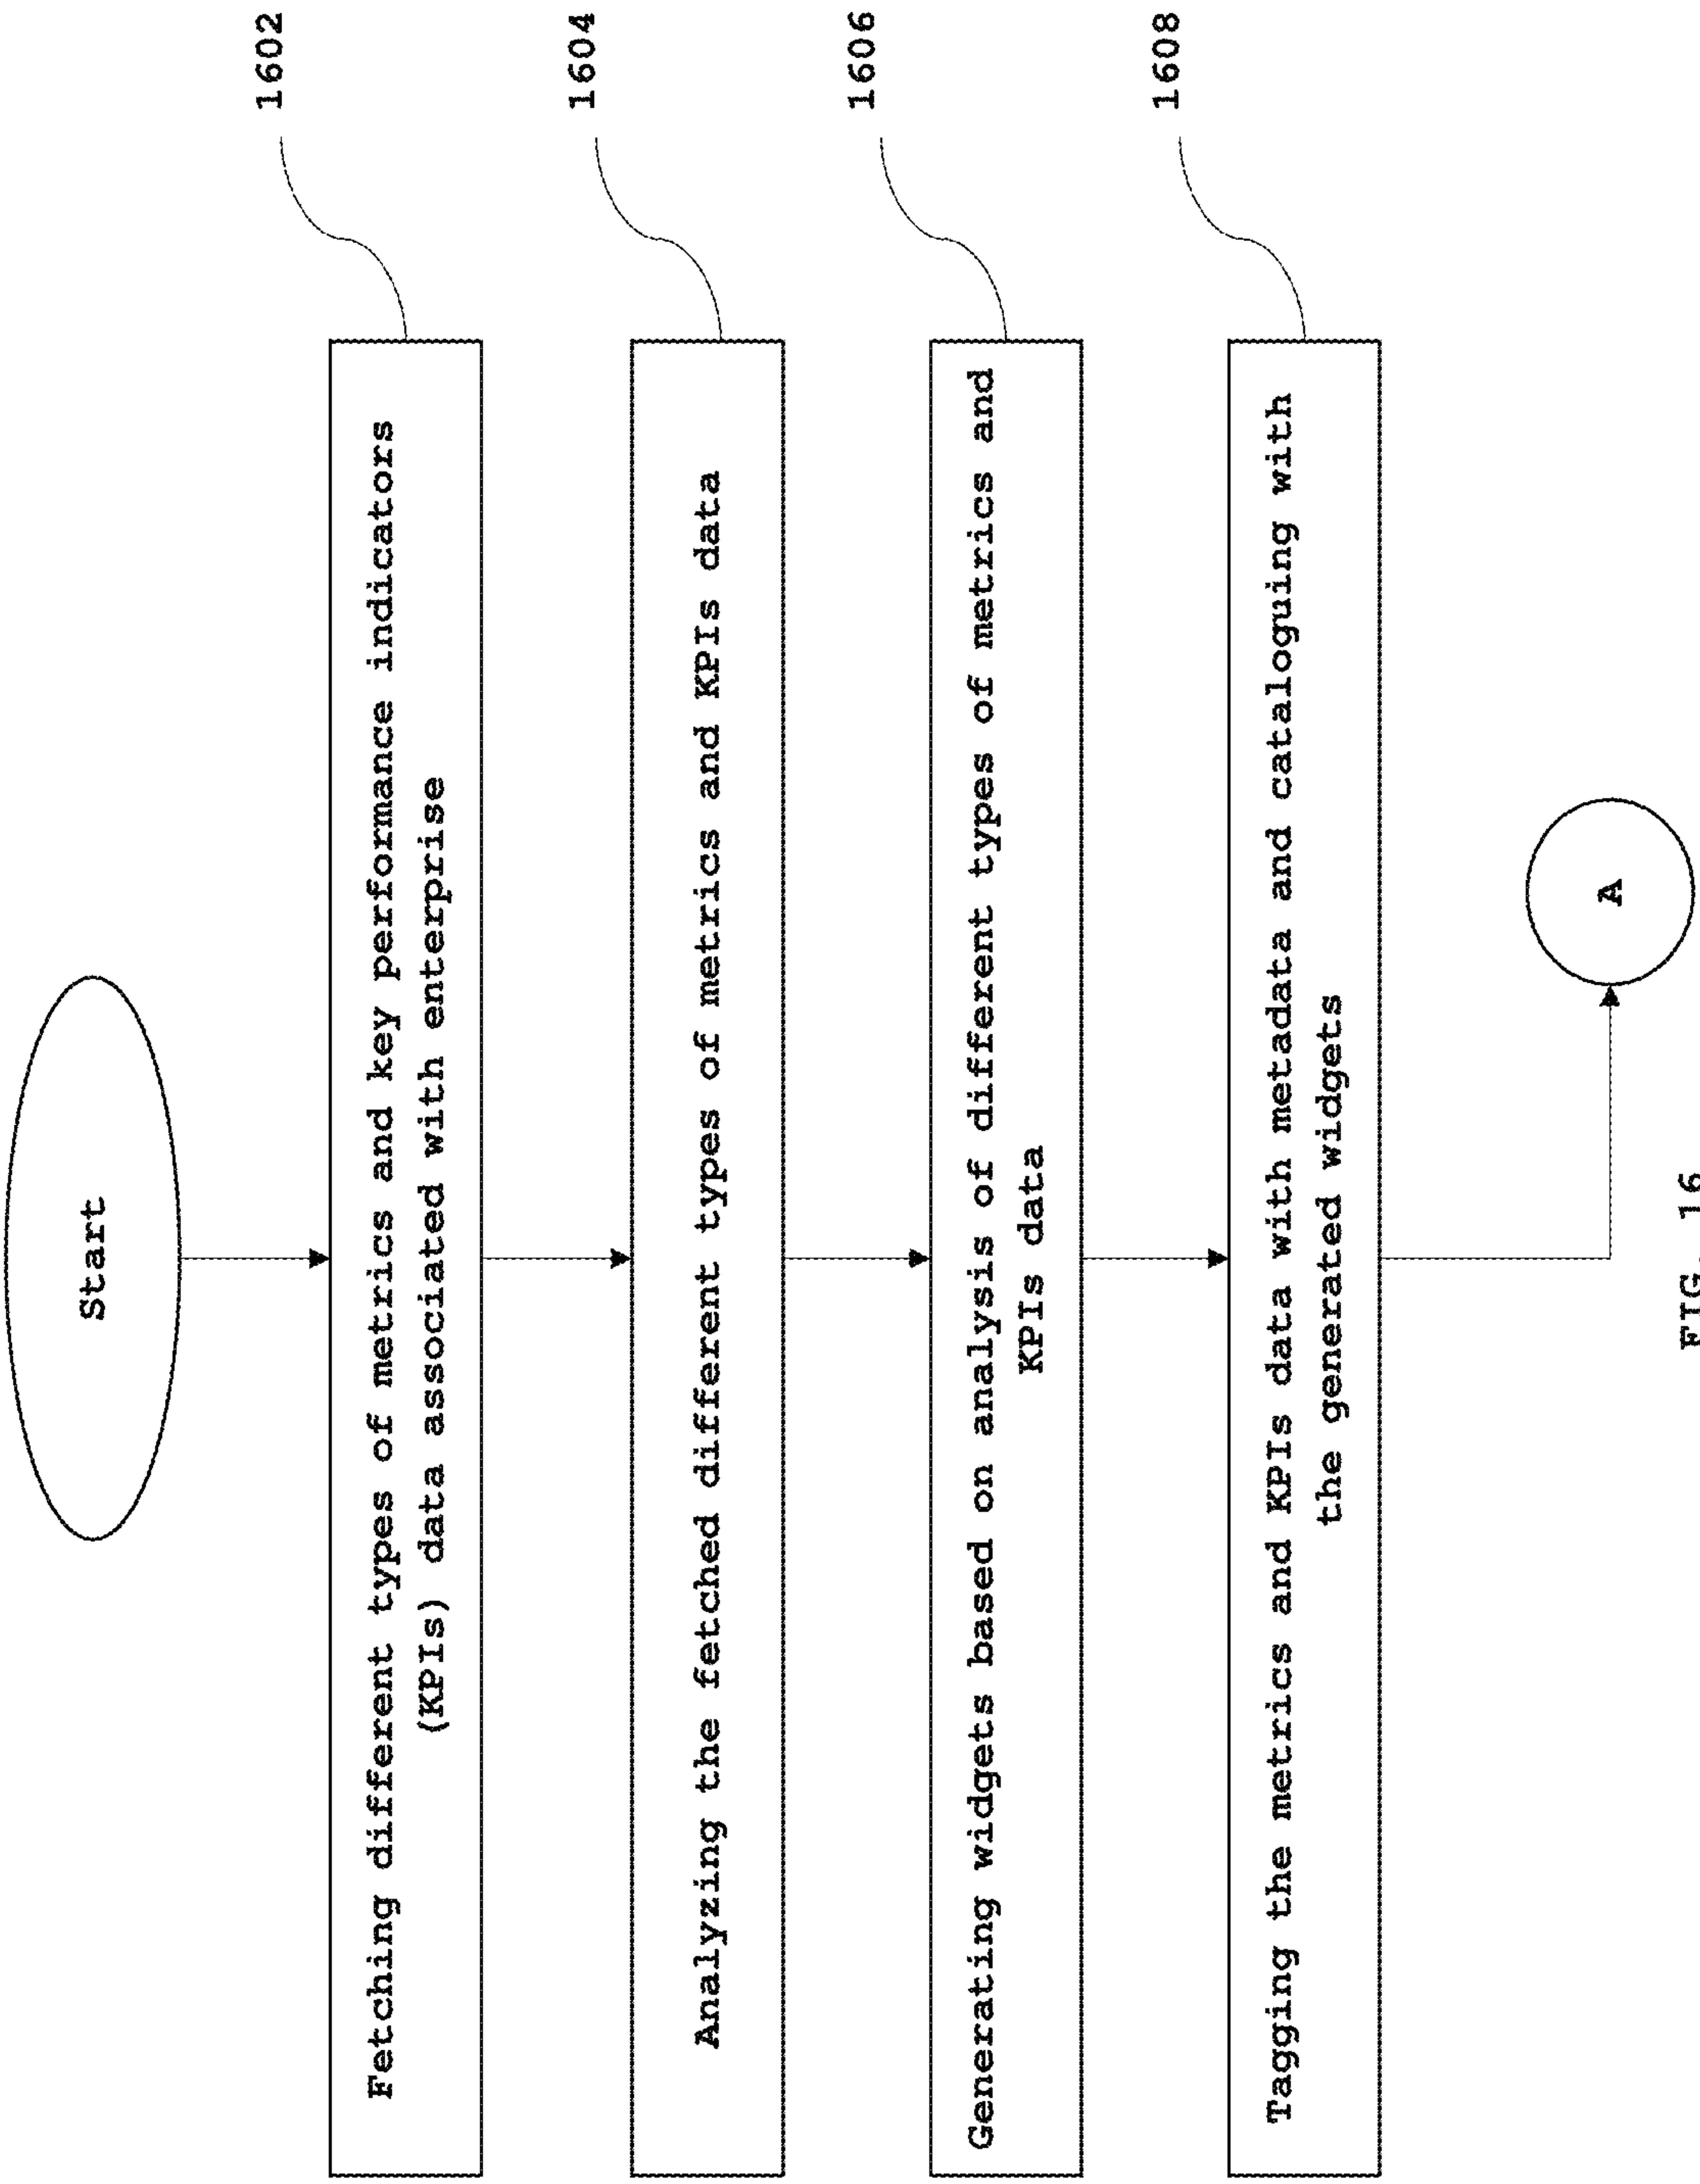 Start
1602
Fetching different types of metrics and key performance indicators
(KPIs) data associated with enterprise
1604
Analyzing the fetched different types of metrics and KPIs data
1606
Generating widgets based on analysis of different types of metrics and
KPIs data
1608
Tagging the metrics and KPIs data with metadata and cataloguing with
the generated widgets
A
FIG. 16